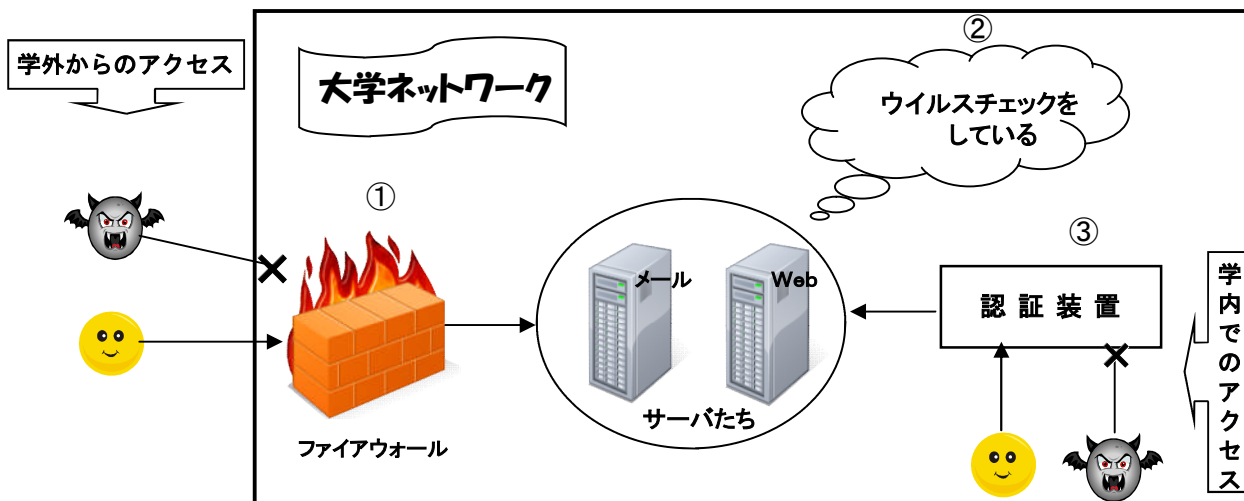 学外からのアクセス
大学ネットワーク
②
ウイルスチェックを
している
①
ファイアウォール
メール
Web
サーバたち
③
認証装置
学内でのアクセス